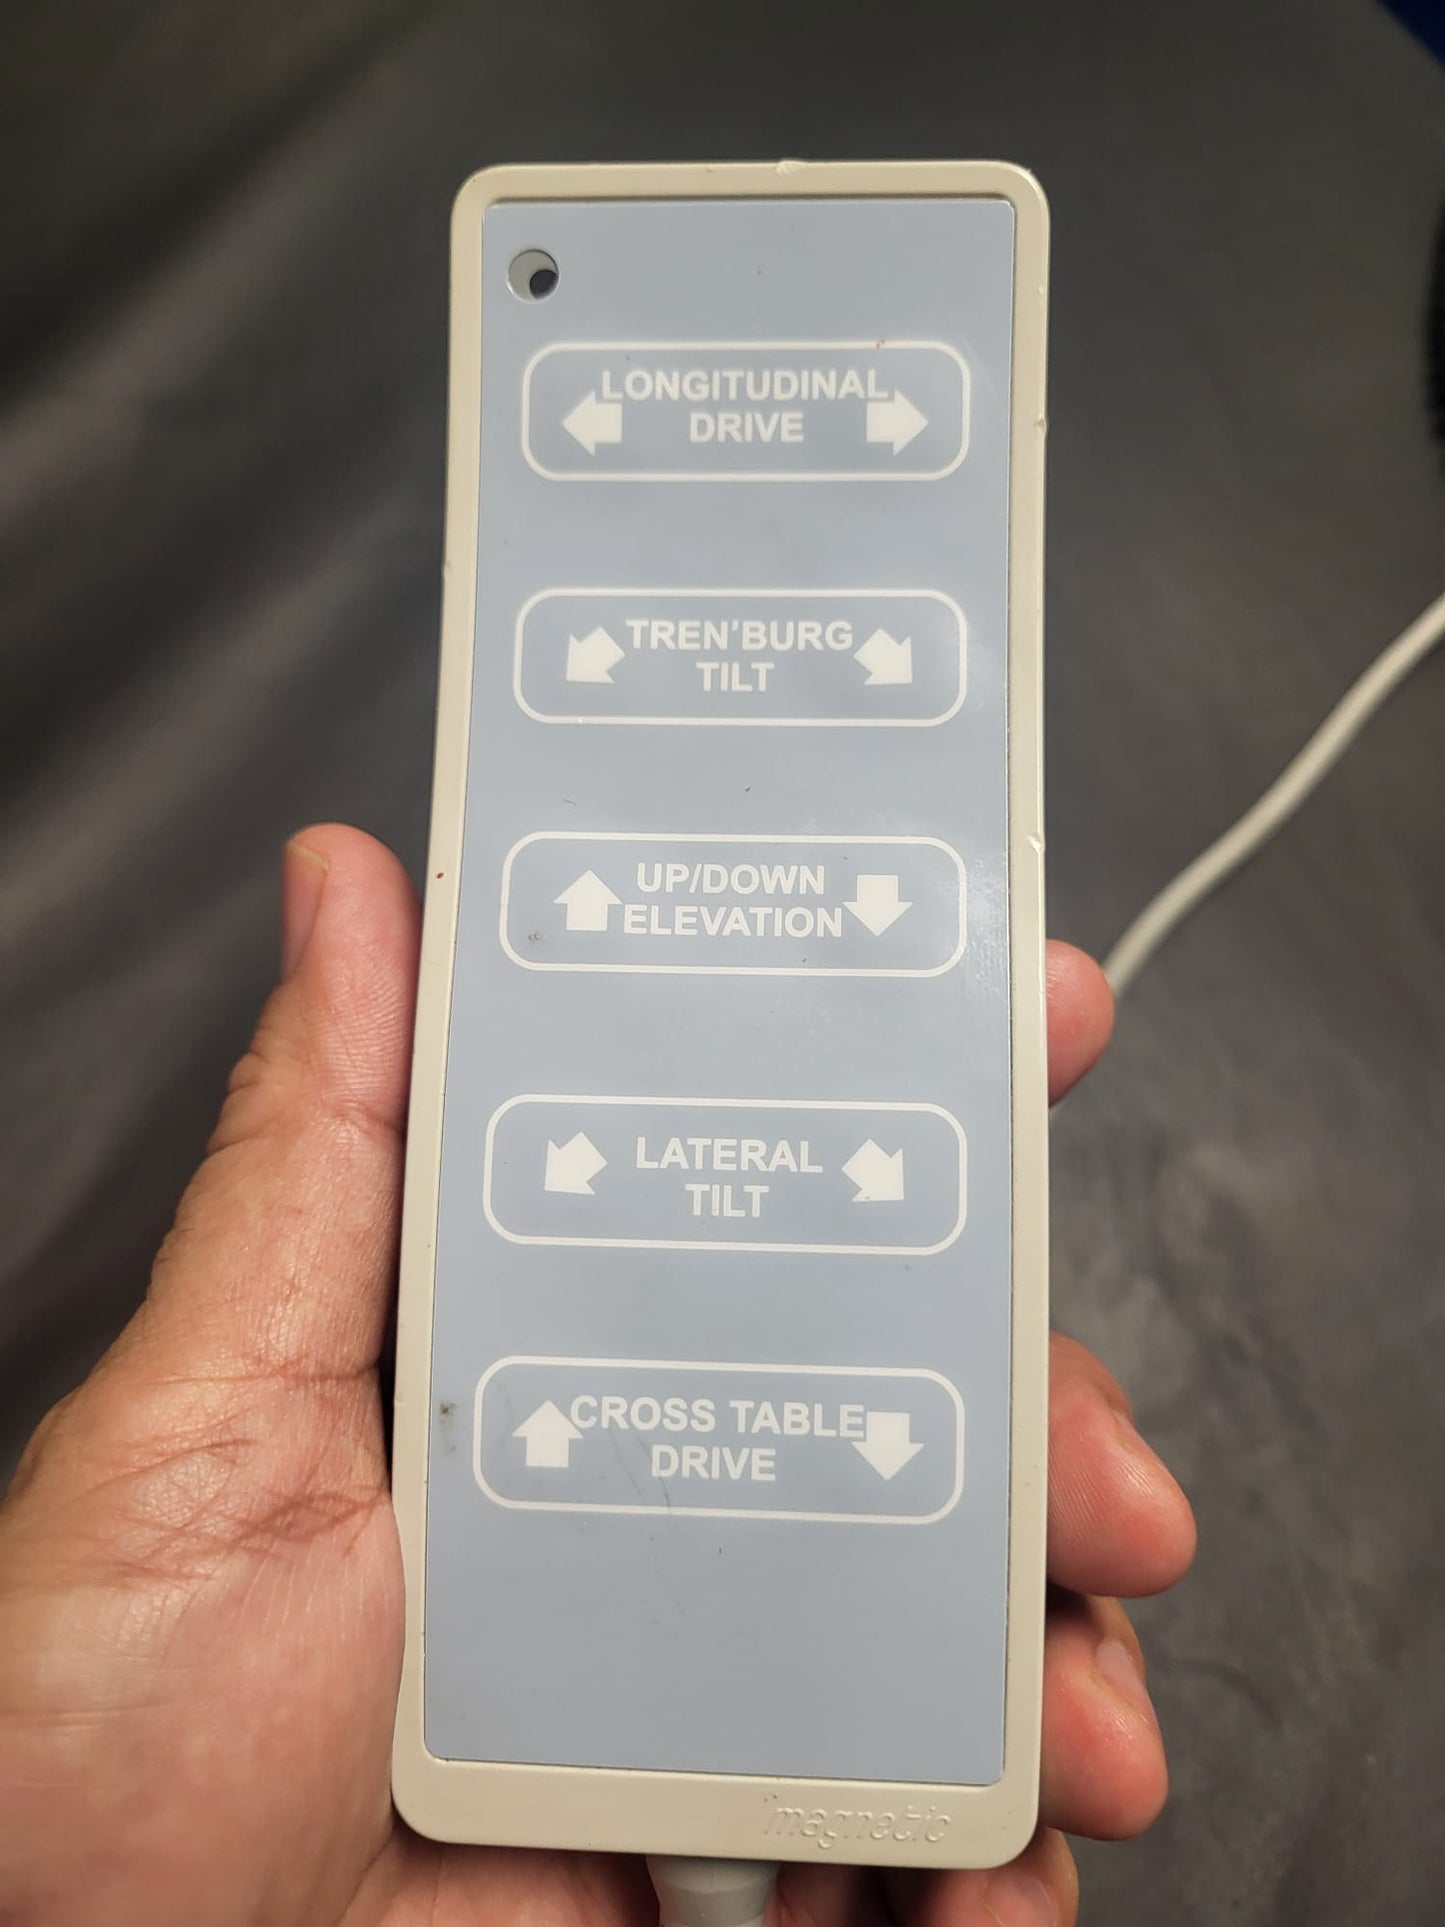 LONGITUDINAL
DRIVE
TREN'BURG
TILT
UP/DOWN
ELEVATION
LATERAL
TILT
CROSS TABLE
DRIVE
magnetic